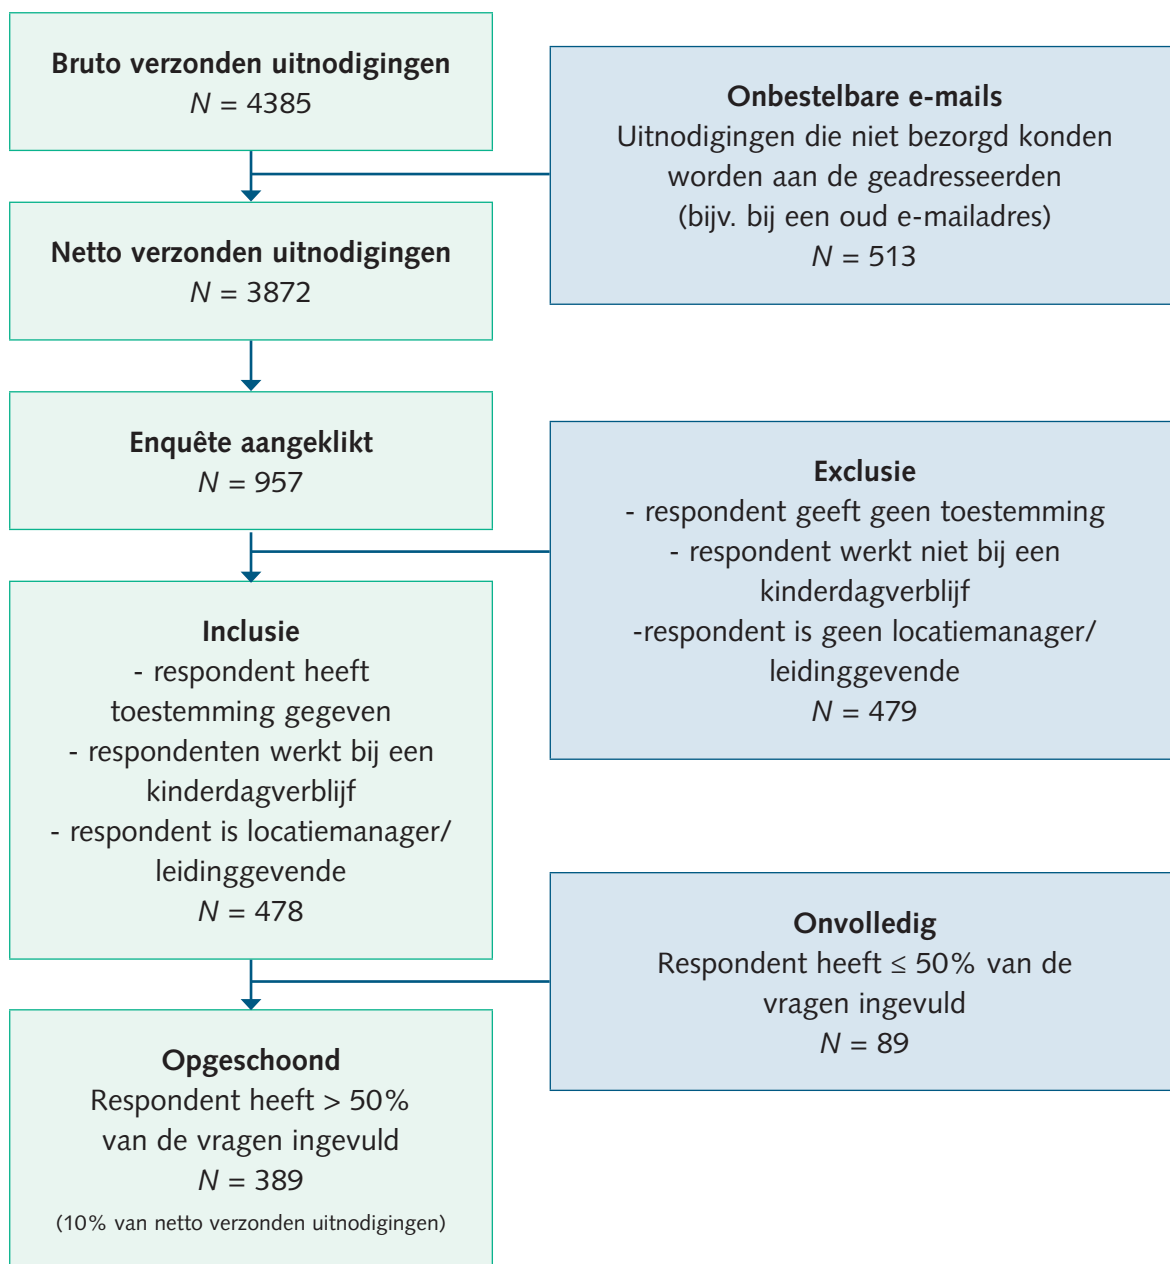 Bruto verzonden uitnodigingen
N = 4385
Onbestelbare e-mails
Uitnodigingen die niet bezorgd konden
worden aan de geadresseerden
(bijv. bij een oud e-mailadres)
N = 513
Netto verzonden uitnodigingen
N = 3872
Enquête aangeklikt
N = 957
Exclusie
- respondent geeft geen toestemming
- respondent werkt niet bij een
kinderdagverblijf
-respondent is geen locatiemanager/
leidinggevende
N = 479
Inclusie
- respondent heeft
toestemming gegeven
- respondenten werkt bij een
kinderdagverblijf
- respondent is locatiemanager/
leidinggevende
N = 478
Onvolledig
Respondent heeft ≤ 50% van de
vragen ingevuld
N = 89
Opgeschoond
Respondent heeft > 50%
van de vragen ingevuld
N = 389
(10% van netto verzonden uitnodigingen)